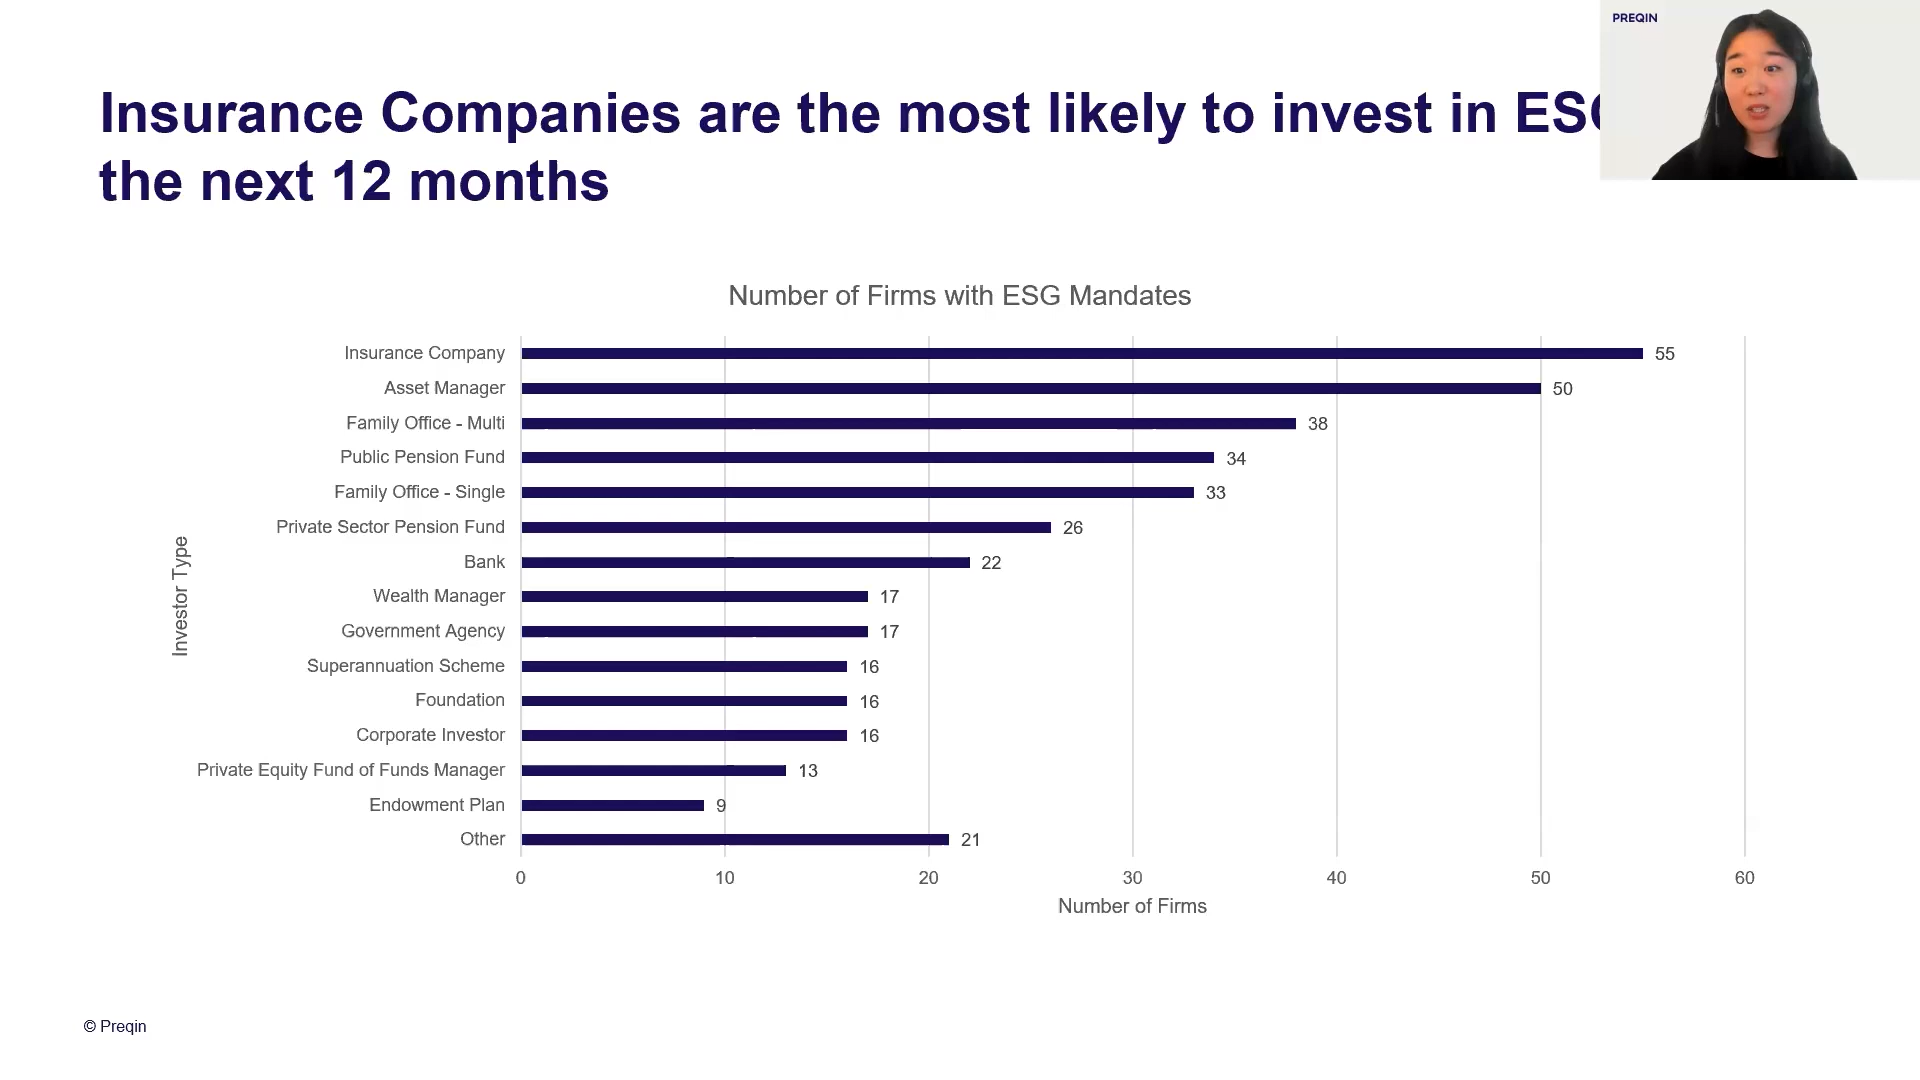 PREQIN
Insurance Companies are the most likely to invest in ES
the next 12 months
Number of Firms with ESG Mandates
Insurance Company 55
Asset Manager 50
Family Office - Multi 38
Public Pension Fund 34
Family Office - Single 33
Private Sector Pension Fund 26
Bank 22
Wealth Manager 17
Government Agency 17
Superannuation Scheme 16
Foundation 16
Corporate Investor 16
Private Equity Fund of Funds Manager 13
Endowment Plan 9
Other 21
Investor Type
0 10 20 30 40 50 60
Number of Firms
© Preqin